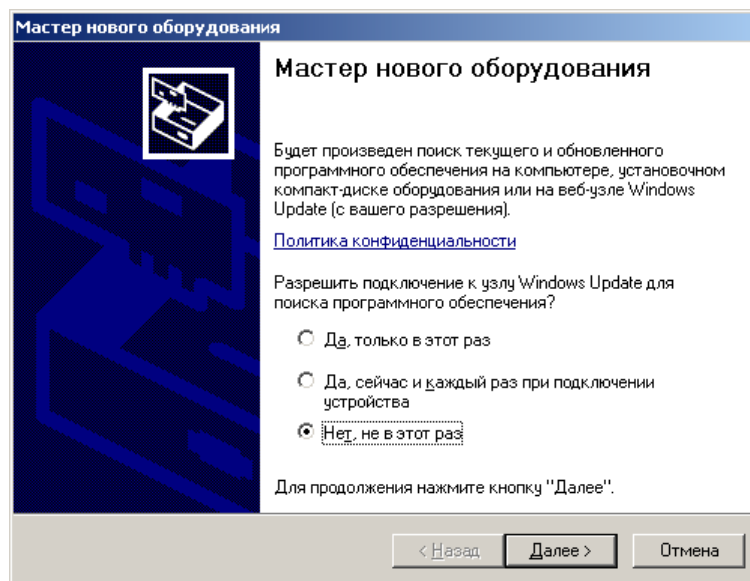 Мастер нового оборудования
Мастер нового оборудования
Будет произведен поиск текущего и обновленного
программного обеспечения на компьютере, установочном
компакт-диске оборудования или на веб-узле Windows
Update (с вашего разрешения).
Политика конфиденциальности
Разрешить подключение к узлу Windows Update для
поиска программного обеспечения?
Да, только в этот раз
Да, сейчас и каждый раз при подключении
устройства
Нет, не в этот раз
Для продолжения нажмите кнопку "Далее".
< Назад
Далее >
Отмена